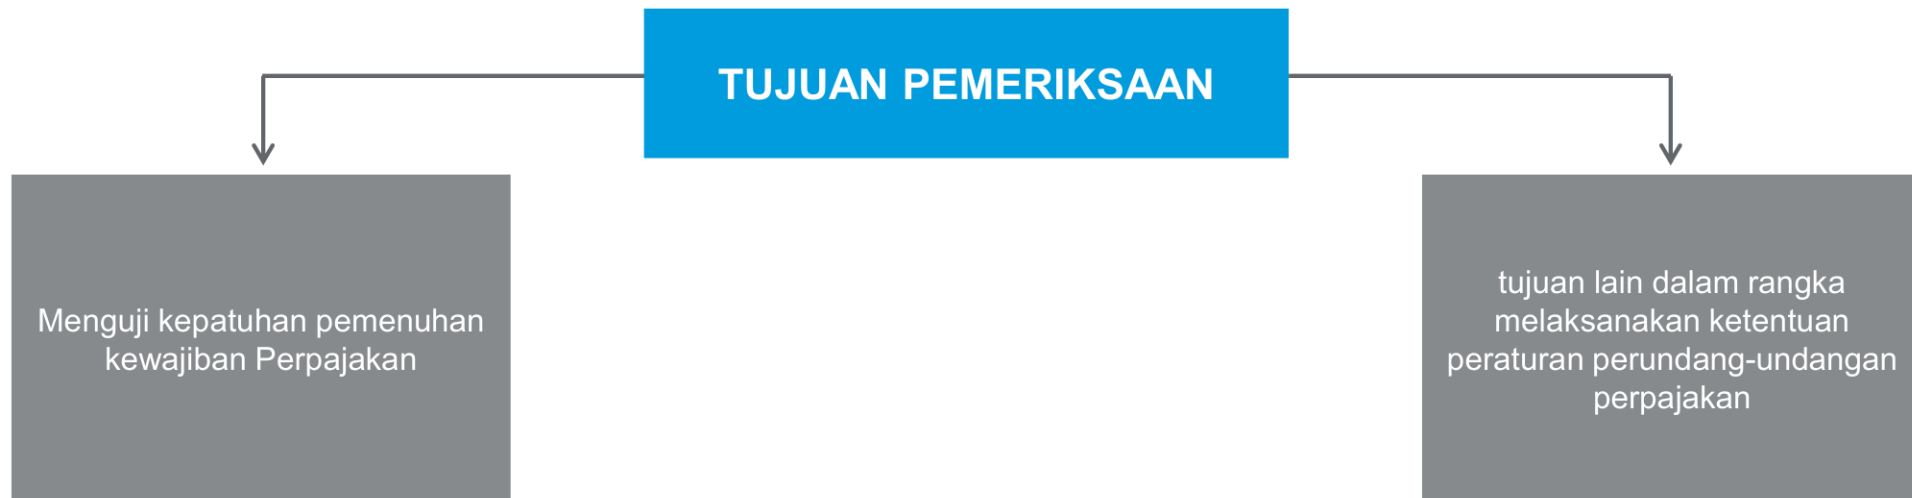 TUJUAN PEMERIKSAAN
Menguji kepatuhan pemenuhan
kewajiban Perpajakan
tujuan lain dalam rangka
melaksanakan ketentuan
peraturan perundang-undangan
perpajakan